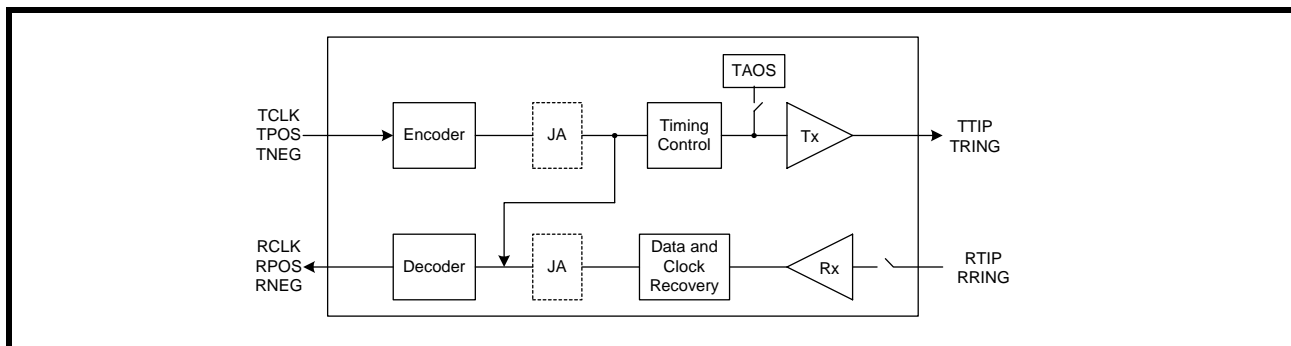 TAOS
TCLK
TPOS
TNEG
Encoder
JA
Timing
Control
Tx
TTIP
TRING
RCLK
RPOS
RNEG
Decoder
JA
Data and
Clock
Recovery
Rx
RTIP
RRING